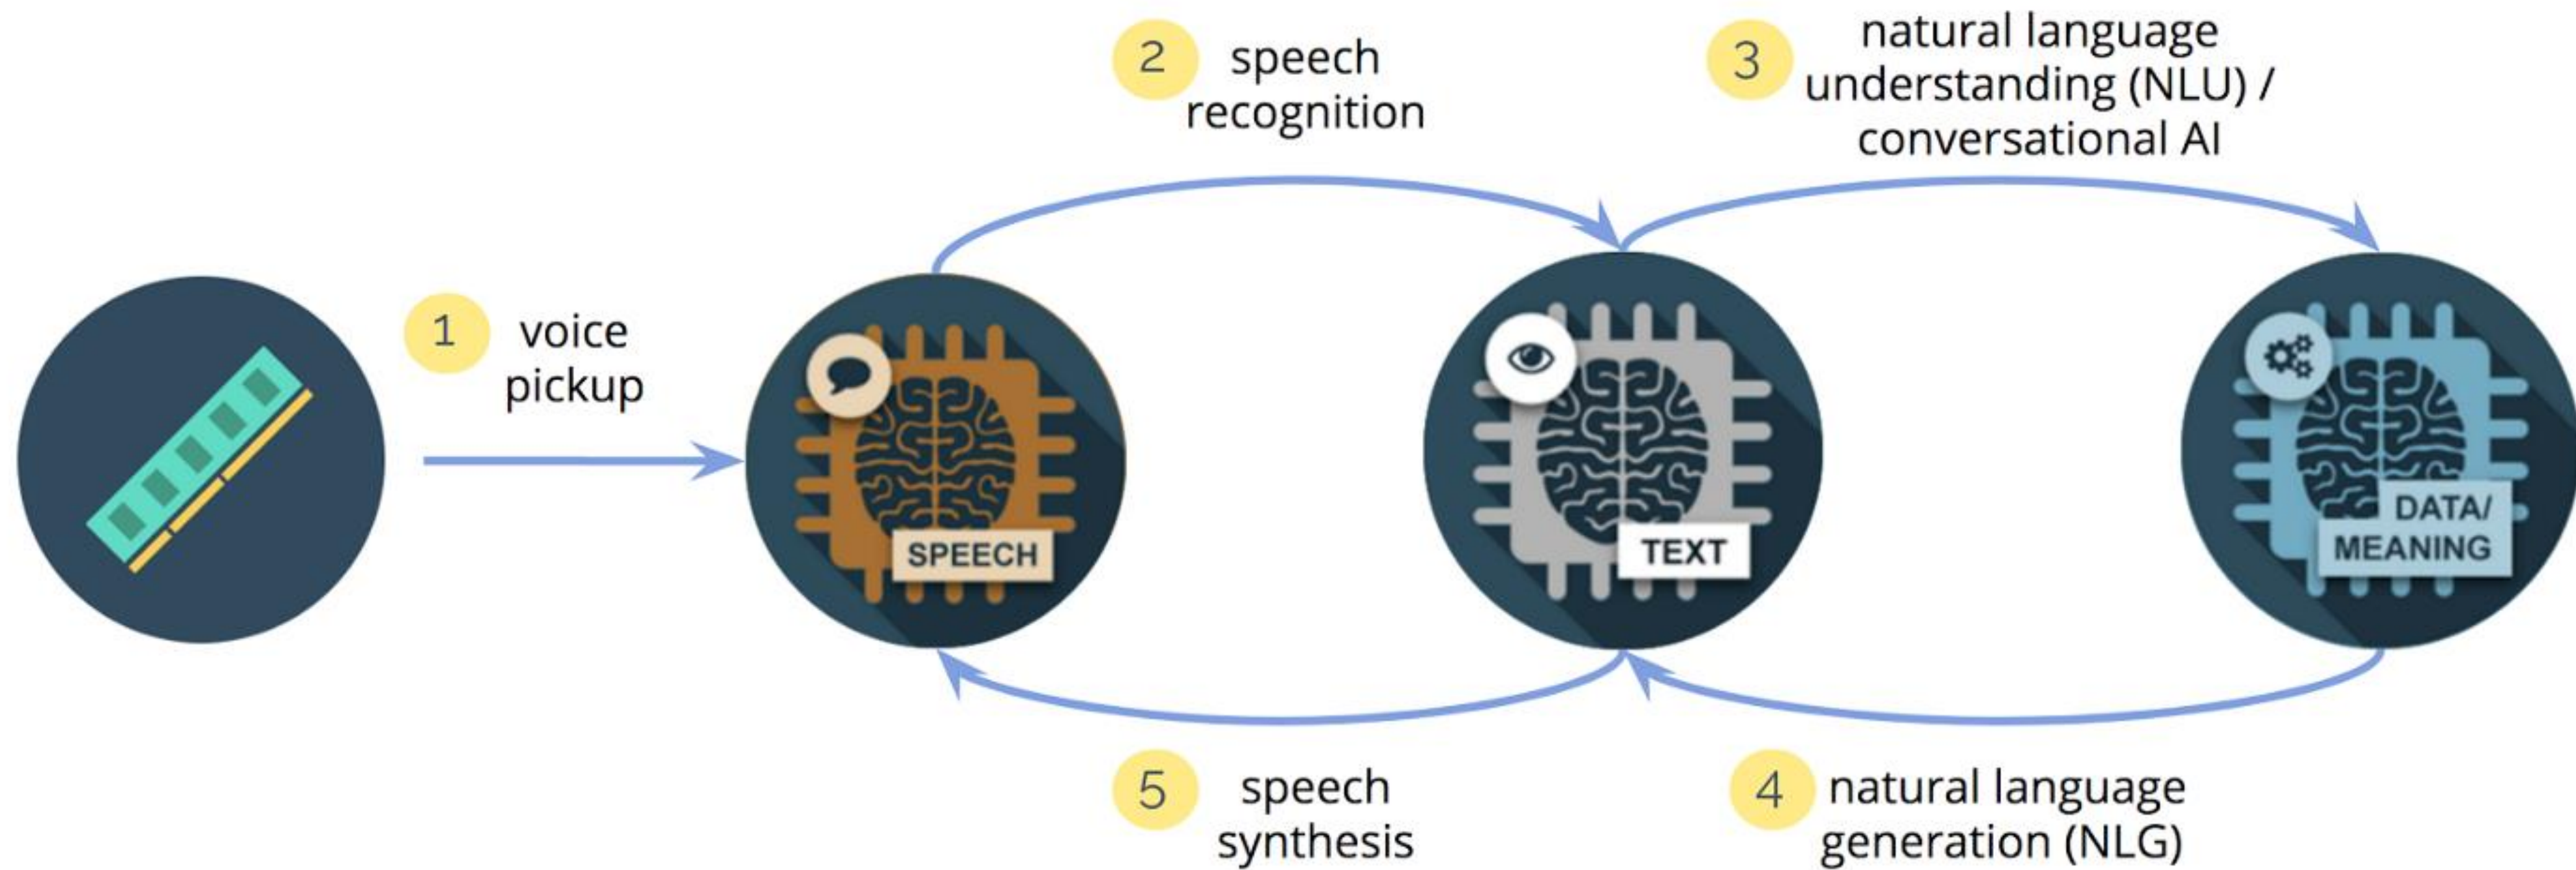 1
voice
pickup
2
speech
recognition
3
natural language
understanding (NLU) /
conversational AI
SPEECH
TEXT
DATA/
MEANING
5
speech
synthesis
4
natural language
generation (NLG)